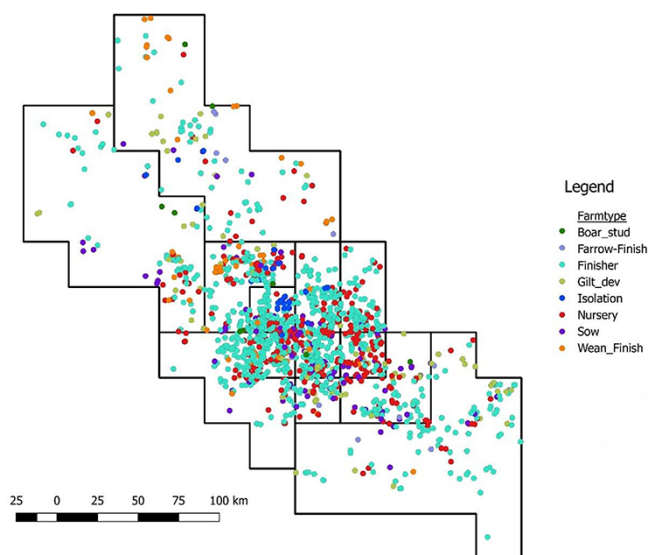 Legend
Farmtype
Boar_stud
Farrow-Finish
Finisher
Gilt_dev
Isolation
Nursery
Sow
Wean_Finish
25 0 25 50 75 100 km